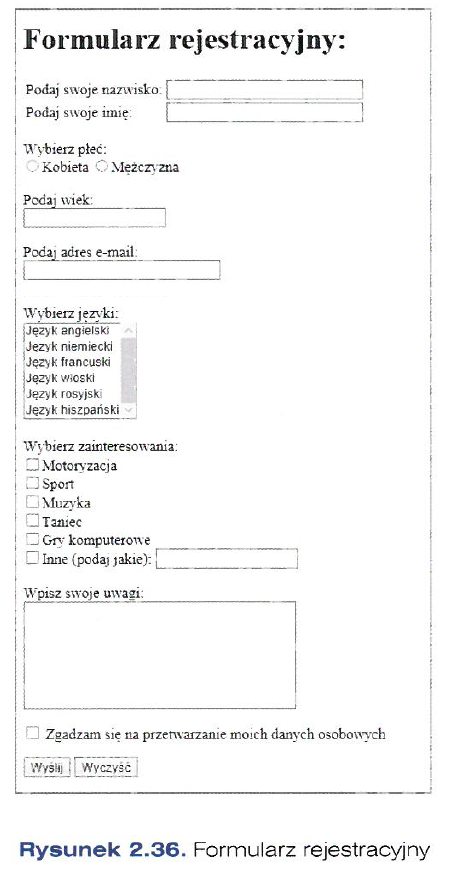 Formularz rejestracyjny:
Podaj swoje nazwisko:
Podaj swoje imię:
Wybierz płeć:
Kobieta Mężczyzna
Podaj wiek:
Podaj adres e-mail:
Wybierz języki:
Język angielski
Język niemiecki
Język francuski
Język włoski
Język rosyjski
Język hiszpański
Wybierz zainteresowania:
Motoryzacja
Sport
Muzyka
Taniec
Gry komputerowe
Inne (podaj jakie):
Wpisz swoje uwagi:
Zgadzam się na przetwarzanie moich danych osobowych
Wyślij Wyczyść
Rysunek 2.36. Formularz rejestracyjny